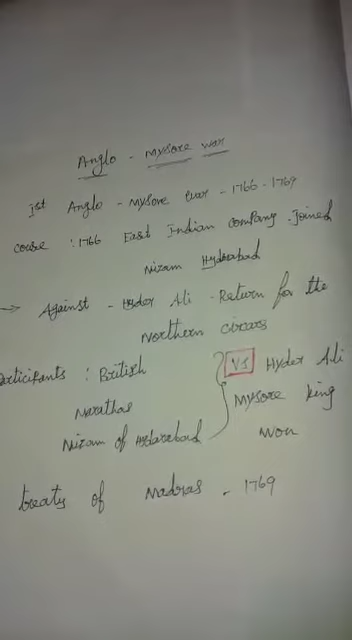 Anglo - Mysore war
Ist Anglo - Mysore war - 1766 - 1769
couse : 1766 East Indian Company Joined
Nizam Hyderabad
→ Against - Hyder Ali - Return for the
Northern circars
Participants : British
Marathas
Nizam of Hyderabad
VS Hyder Ali
Mysore king
won
treaty of Madras - 1769